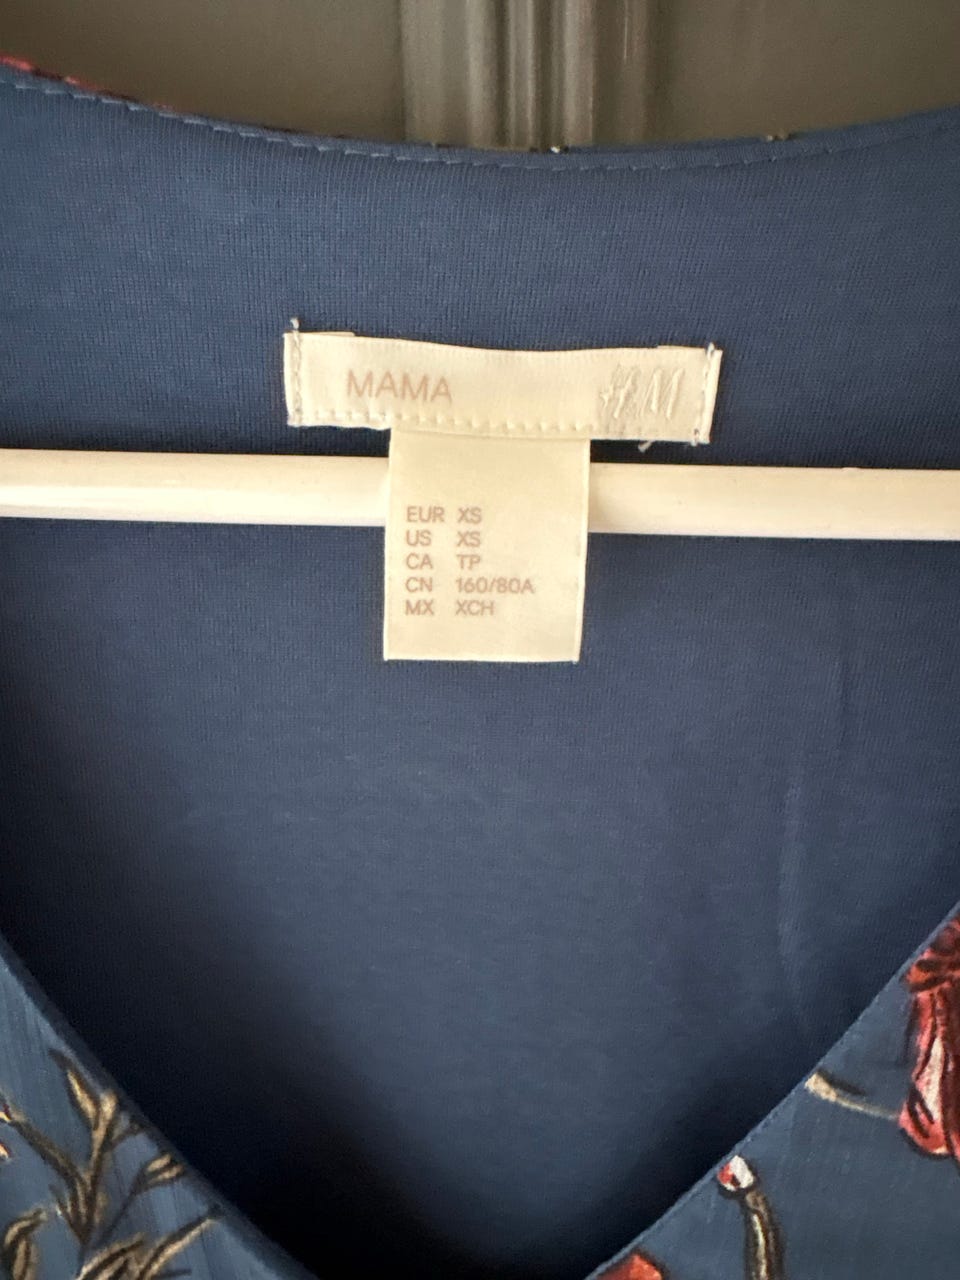 MAMA H&M
EUR XS
US XS
CA TP
CN 160/80A
MX XCH